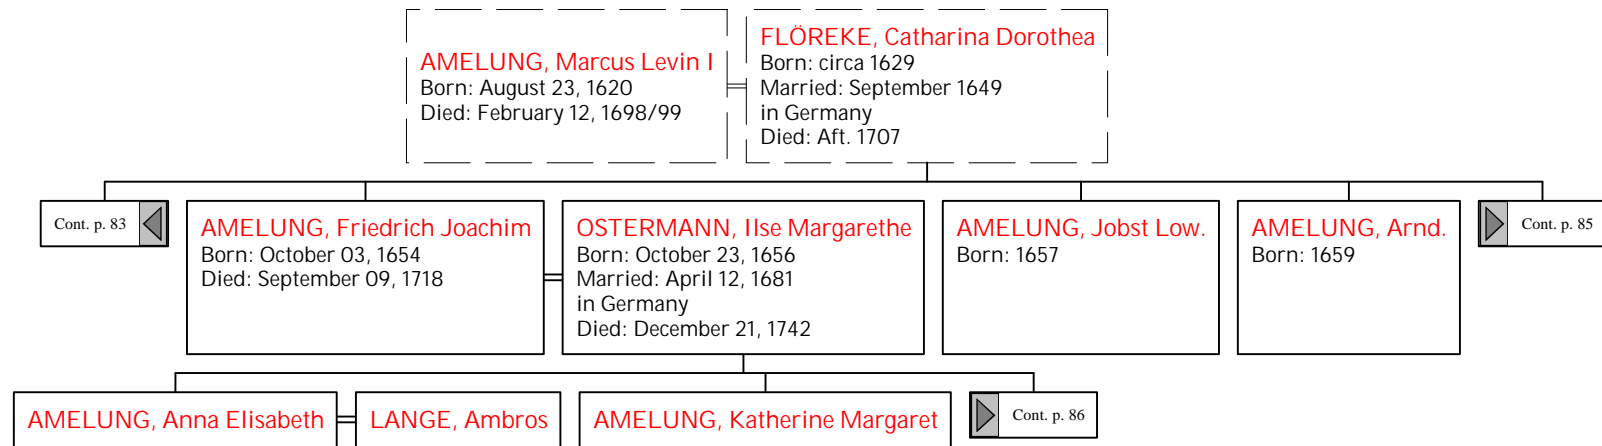 AMELUNG, Marcus Levin I
Born: August 23, 1620
Died: February 12, 1698/99
FLÖREKE, Catharina Dorothea
Born: circa 1629
Married: September 1649
in Germany
Died: Aft. 1707
Cont. p. 83
AMELUNG, Friedrich Joachim
Born: October 03, 1654
Died: September 09, 1718
OSTERMANN, Ilse Margarethe
Born: October 23, 1656
Married: April 12, 1681
in Germany
Died: December 21, 1742
AMELUNG, Jobst Low.
Born: 1657
AMELUNG, Arnd.
Born: 1659
Cont. p. 85
AMELUNG, Anna Elisabeth
LANGE, Ambros
AMELUNG, Katherine Margaret
Cont. p. 86